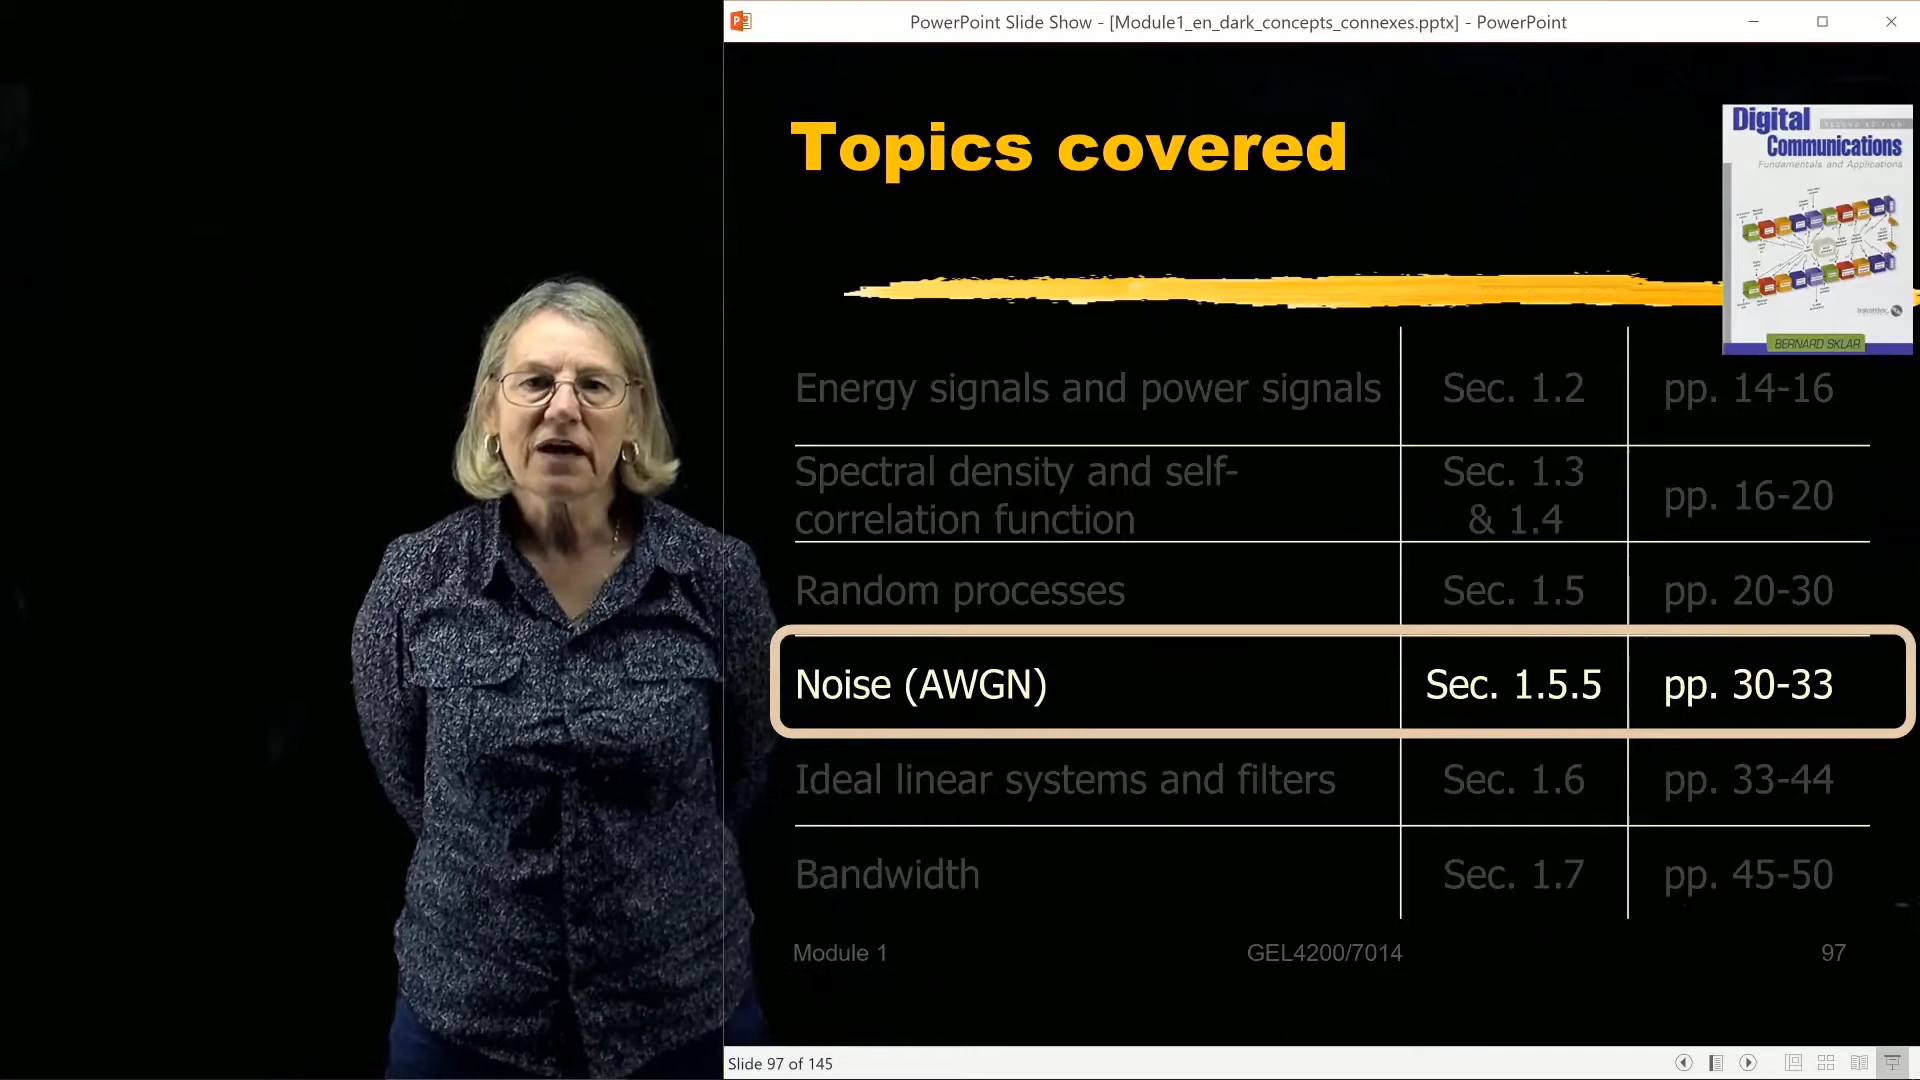 PowerPoint Slide Show - [Module1_en_dark_concepts_connexes.pptx] - PowerPoint
Topics covered
Digital
SECOND EDITION
Communications
Fundamentals and Applications
BERNARD SKLAR
Energy signals and power signals Sec. 1.2 pp. 14-16
Spectral density and self-
correlation function
Sec. 1.3
& 1.4
pp. 16-20
Random processes Sec. 1.5 pp. 20-30
Noise (AWGN) Sec. 1.5.5 pp. 30-33
Ideal linear systems and filters Sec. 1.6 pp. 33-44
Bandwidth Sec. 1.7 pp. 45-50
Module 1 GEL4200/7014 97
Slide 97 of 145